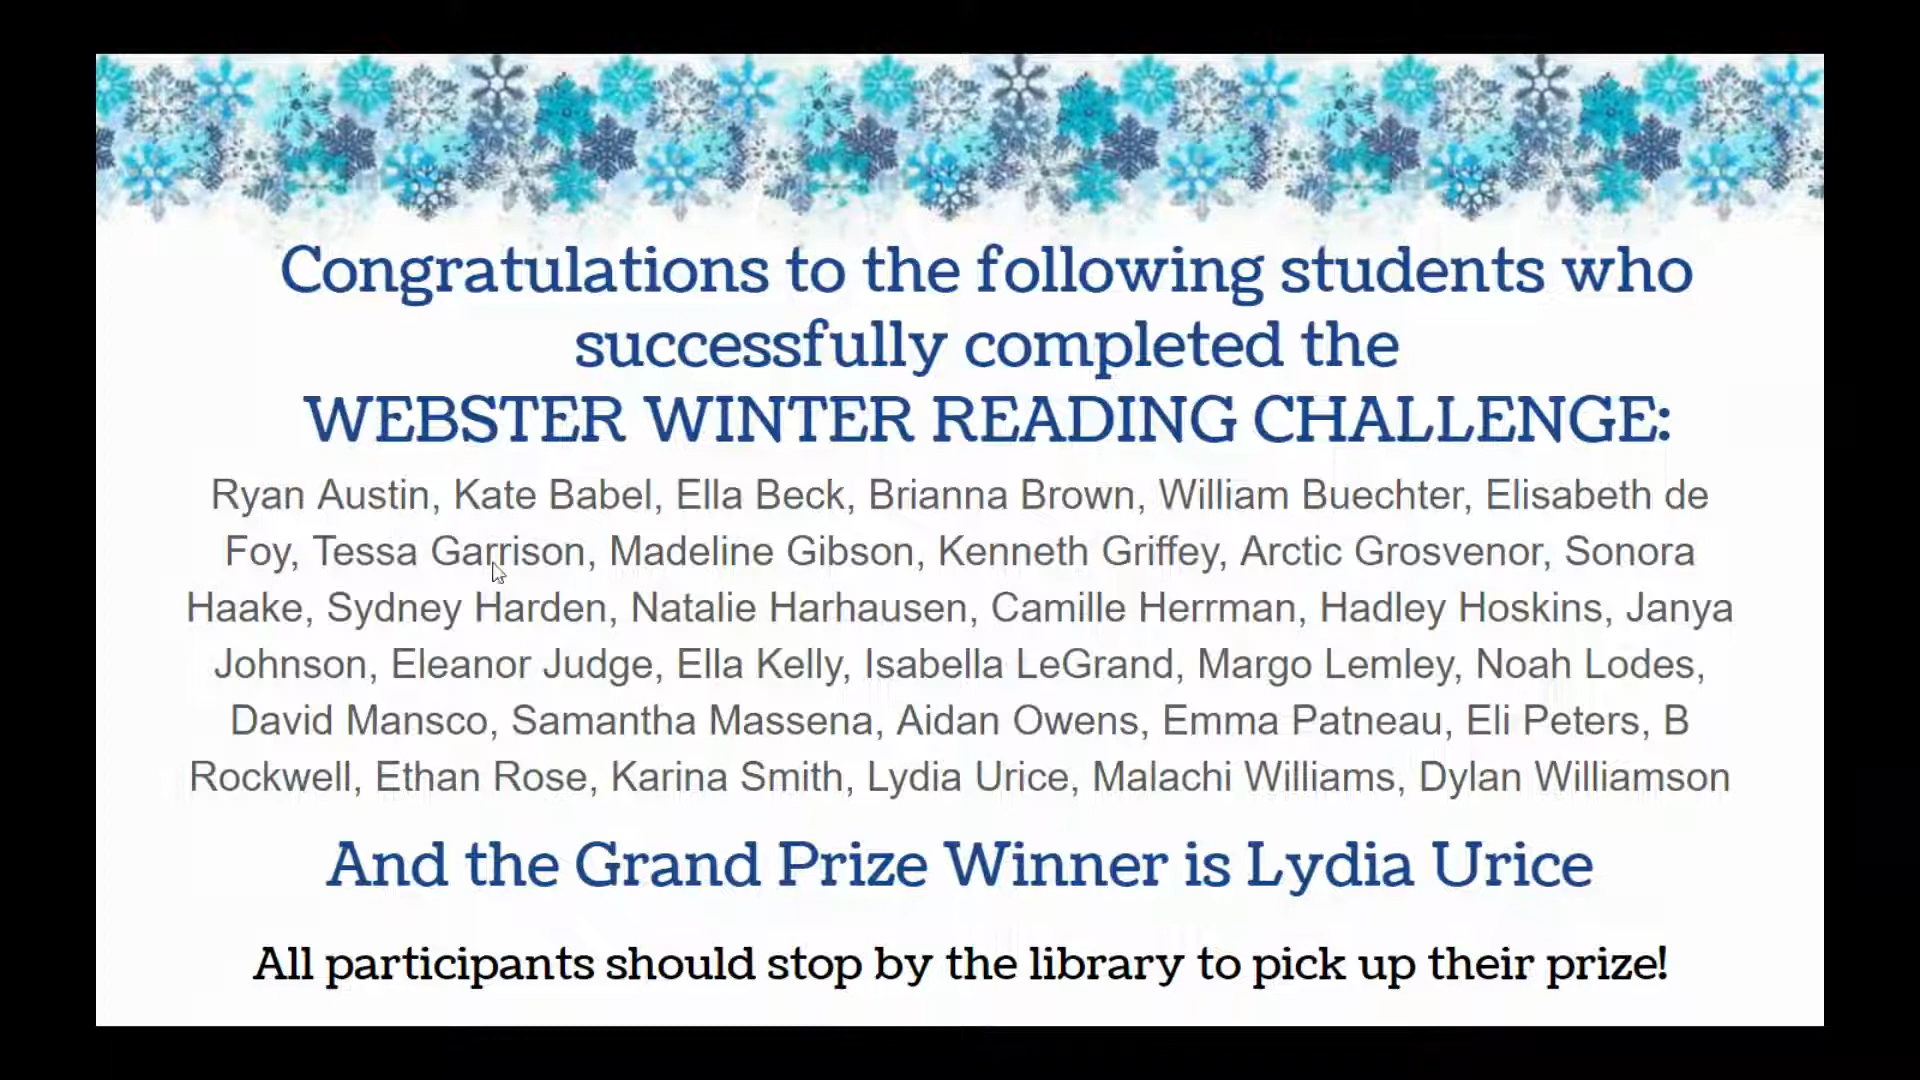 Congratulations to the following students who
successfully completed the
WEBSTER WINTER READING CHALLENGE:
Ryan Austin, Kate Babel, Ella Beck, Brianna Brown, William Buechter, Elisabeth de
Foy, Tessa Garrison, Madeline Gibson, Kenneth Griffey, Arctic Grosvenor, Sonora
Haake, Sydney Harden, Natalie Harhausen, Camille Herrman, Hadley Hoskins, Janya
Johnson, Eleanor Judge, Ella Kelly, Isabella LeGrand, Margo Lemley, Noah Lodes,
David Mansco, Samantha Massena, Aidan Owens, Emma Patneau, Eli Peters, B
Rockwell, Ethan Rose, Karina Smith, Lydia Urice, Malachi Williams, Dylan Williamson
And the Grand Prize Winner is Lydia Urice
All participants should stop by the library to pick up their prize!